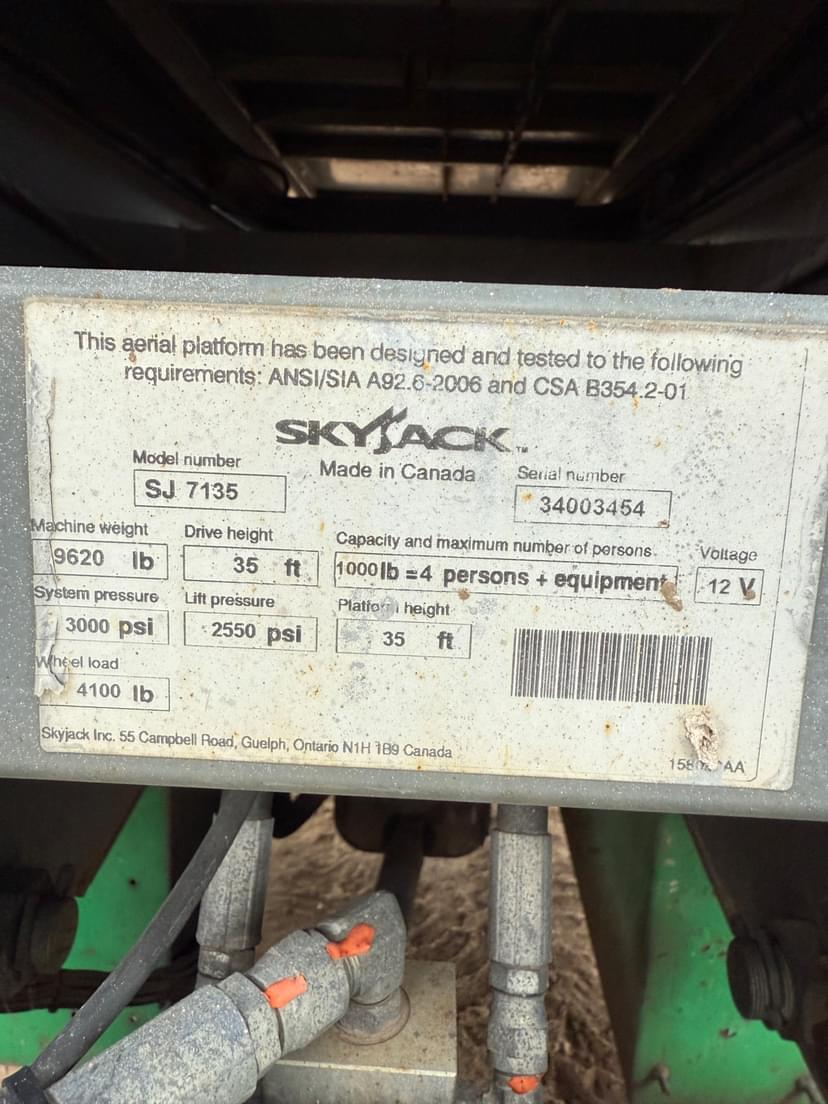 This aerial platform has been designed and tested to the following
requirements: ANSI/SIA A92.6-2006 and CSA B354.2-01
SKYJACK™
Made in Canada
Model number
SJ 7135
Serial number
34003454
Machine weight
9620 lb
Drive height
35 ft
Capacity and maximum number of persons
1000lb =4 persons + equipment
Voltage
12 V
System pressure
3000 psi
Lift pressure
2550 psi
Platform height
35 ft
Wheel load
4100 lb
Skyjack Inc. 55 Campbell Road, Guelph, Ontario N1H 1B9 Canada